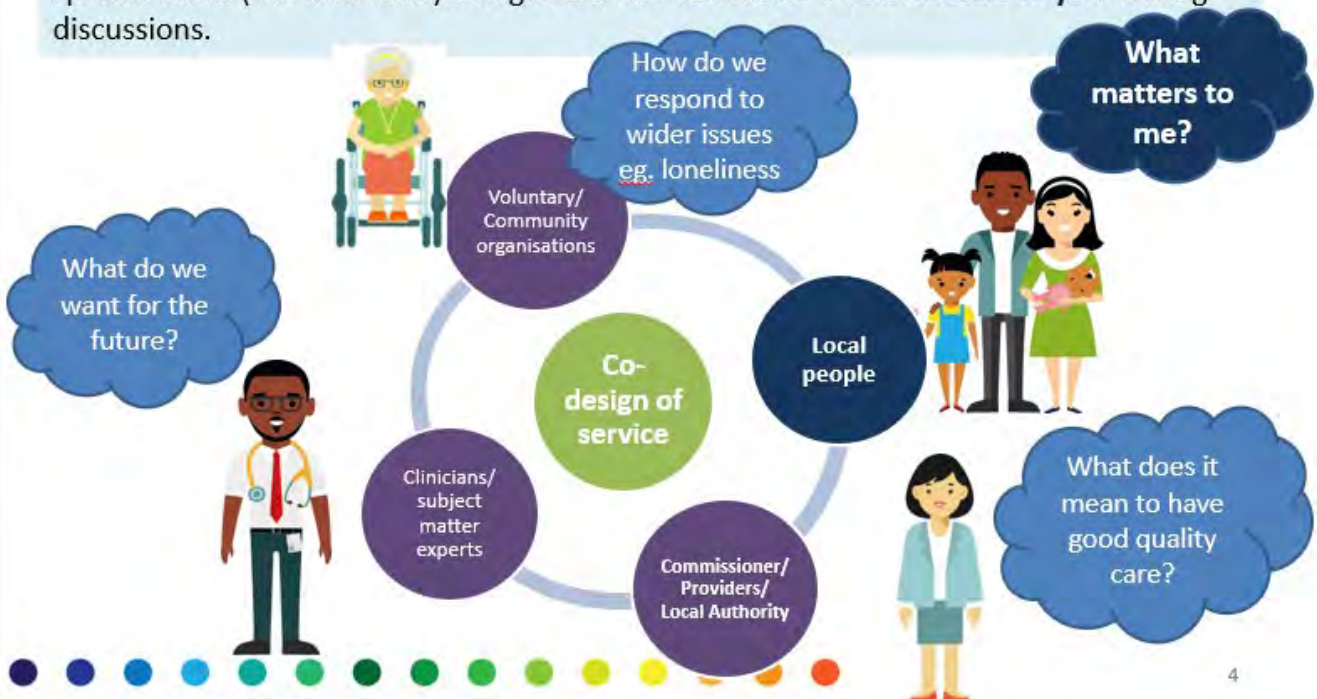 discussions.
How do we
respond to
wider issues
eg. loneliness
What
matters to
me?
Voluntary/
Community
organisations
What do we
want for the
future?
Local
people
Co-
design of
service
Clinicians/
subject
matter
experts
What does it
mean to have
good quality
care?
Commissioner/
Providers/
Local Authority
4